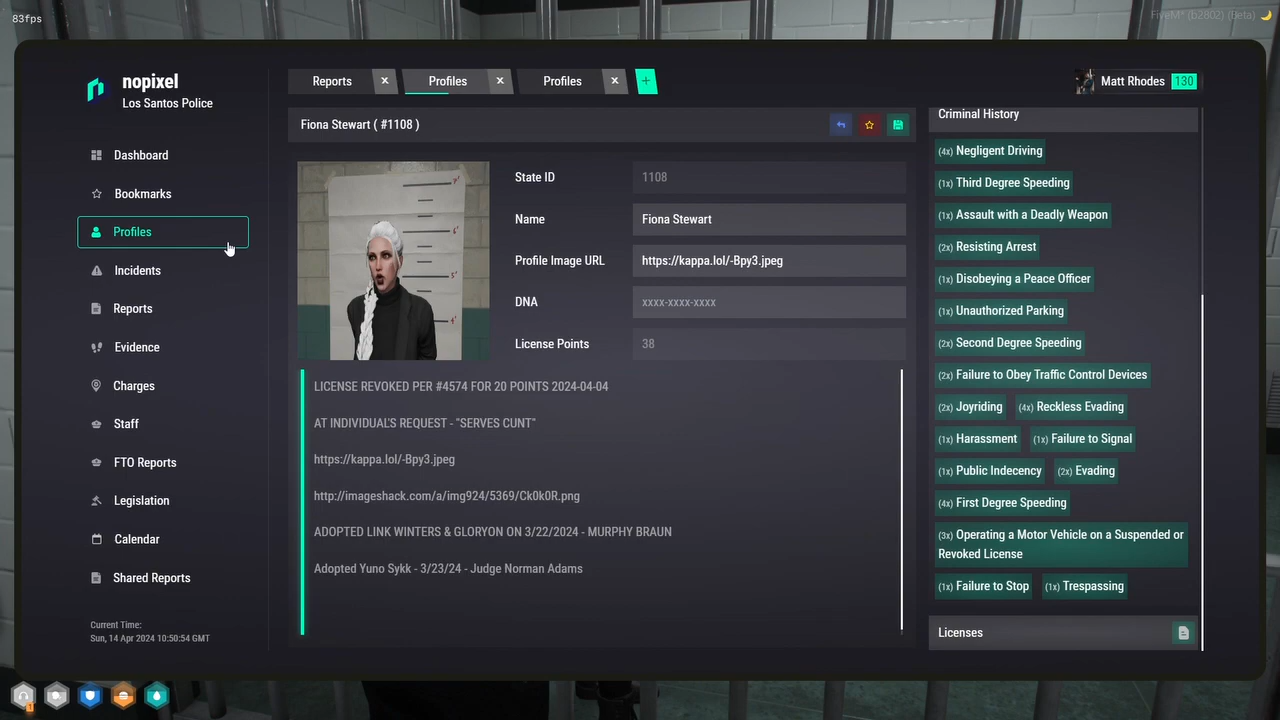 83fps
FiveM* (b2802) (Beta)
nopixel
Los Santos Police
Reports
Profiles
Profiles
Matt Rhodes 130
Dashboard
Bookmarks
Profiles
Incidents
Reports
Evidence
Charges
Staff
FTO Reports
Legislation
Calendar
Shared Reports
Current Time:
Sun, 14 Apr 2024 10:50:54 GMT
Fiona Stewart ( #1108 )
7'
6'
5'
4'
State ID 1108
Name Fiona Stewart
Profile Image URL https://kappa.lol/-Bpy3.jpeg
DNA xxxx-xxxx-xxxx
License Points 38
LICENSE REVOKED PER #4574 FOR 20 POINTS 2024-04-04
AT INDIVIDUAL'S REQUEST - "SERVES CUNT"
https://kappa.lol/-Bpy3.jpeg
http://imageshack.com/a/img924/5369/Ck0k0R.png
ADOPTED LINK WINTERS & GLORYON ON 3/22/2024 - MURPHY BRAUN
Adopted Yuno Sykk - 3/23/24 - Judge Norman Adams
Criminal History
(4x) Negligent Driving
(1x) Third Degree Speeding
(1x) Assault with a Deadly Weapon
(2x) Resisting Arrest
(1x) Disobeying a Peace Officer
(1x) Unauthorized Parking
(2x) Second Degree Speeding
(2x) Failure to Obey Traffic Control Devices
(2x) Joyriding (4x) Reckless Evading
(1x) Harassment (1x) Failure to Signal
(1x) Public Indecency (2x) Evading
(4x) First Degree Speeding
(3x) Operating a Motor Vehicle on a Suspended or
Revoked License
(1x) Failure to Stop (1x) Trespassing
Licenses
1